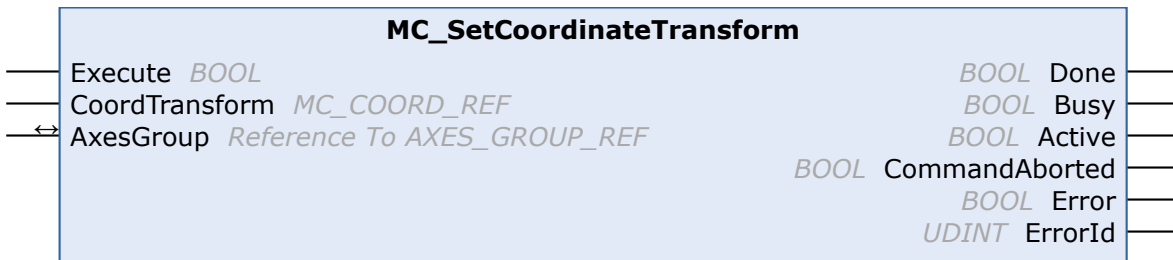 MC_SetCoordinateTransform
Execute BOOL BOOL Done
CoordTransform MC_COORD_REF BOOL Busy
↔ AxesGroup Reference To AXES_GROUP_REF BOOL Active
BOOL CommandAborted
BOOL Error
UDINT ErrorId